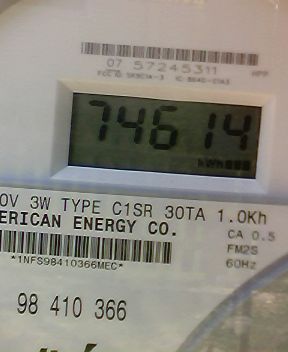 07 57245311
74614
0V 3W TYPE C1SR 30TA 1.0Kh
ERICAN ENERGY CO.
CA 0.5
FM2S
*1NFS98410366MEC*
60Hz
98 410 366